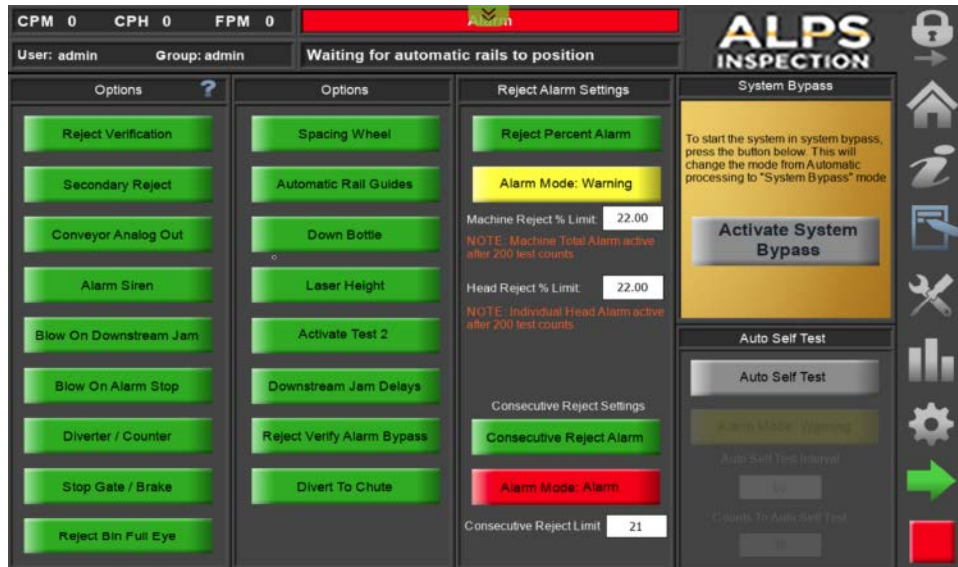 CPM 0 CPH 0 FPM 0
Alarm
User: admin Group: admin
Waiting for automatic rails to position
ALPS
INSPECTION
Options ?
Reject Verification
Secondary Reject
Conveyor Analog Out
Alarm Siren
Blow On Downstream Jam
Blow On Alarm Stop
Diverter / Counter
Stop Gate / Brake
Reject Bin Full Eye
Options
Spacing Wheel
Automatic Rail Guides
Down Bottle
Laser Height
Activate Test 2
Downstream Jam Delays
Reject Verify Alarm Bypass
Divert To Chute
Reject Alarm Settings
Reject Percent Alarm
Alarm Mode: Warning
Machine Reject % Limit: 22.00
NOTE: Machine Total Alarm active
after 200 test counts
Head Reject % Limit: 22.00
NOTE: Individual Head Alarm active
after 200 test counts
Consecutive Reject Settings
Consecutive Reject Alarm
Alarm Mode: Alarm
Consecutive Reject Limit 21
System Bypass
To start the system in system bypass,
press the button below. This will
change the mode from Automatic
processing to "System Bypass" mode
Activate System
Bypass
Auto Self Test
Auto Self Test
Alarm Mode: Warning
Auto Self Test Interval
Counts To Auto Self Test